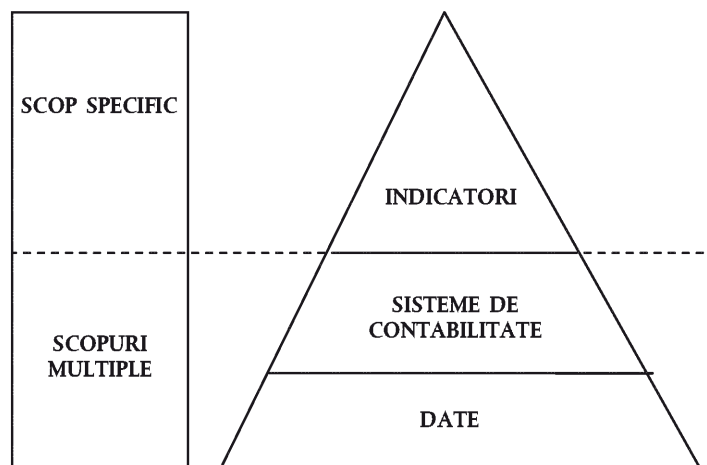 SCOP SPECIFIC
INDICATORI
SISTEME DE
CONTABILITATE
SCOPURI
MULTIPLE
DATE